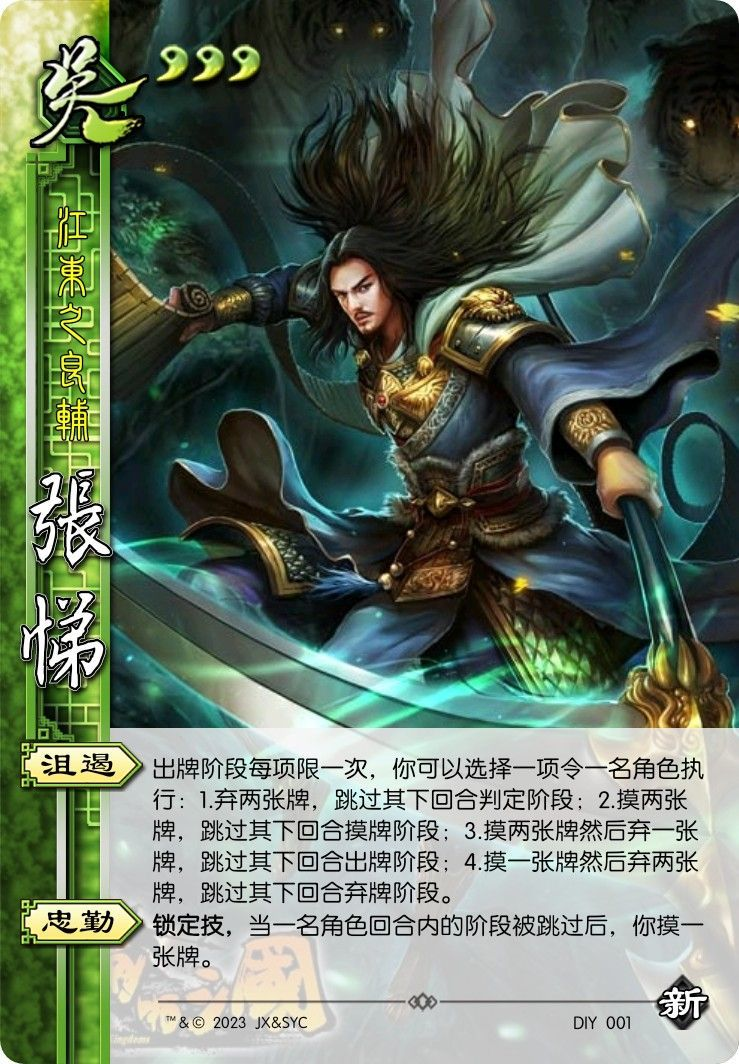 吴
江東之良輔
張悌
沮遏
出牌阶段每项限一次，你可以选择一项令一名角色执
行：1.弃两张牌，跳过其下回合判定阶段；2.摸两张
牌，跳过其下回合摸牌阶段；3.摸两张牌然后弃一张
牌，跳过其下回合出牌阶段；4.摸一张牌然后弃两张
牌，跳过其下回合弃牌阶段。
忠勤
锁定技，当一名角色回合内的阶段被跳过后，你摸一
张牌。
™&© 2023 JX&SYC
DIY 001
新